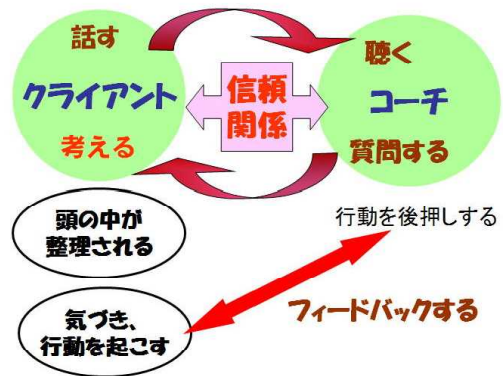 話す
クライアント
考える
信頼
関係
聴く
コーチ
質問する
頭の中が
整理される
行動を後押しする
気づき、
行動を起こす
フィードバックする